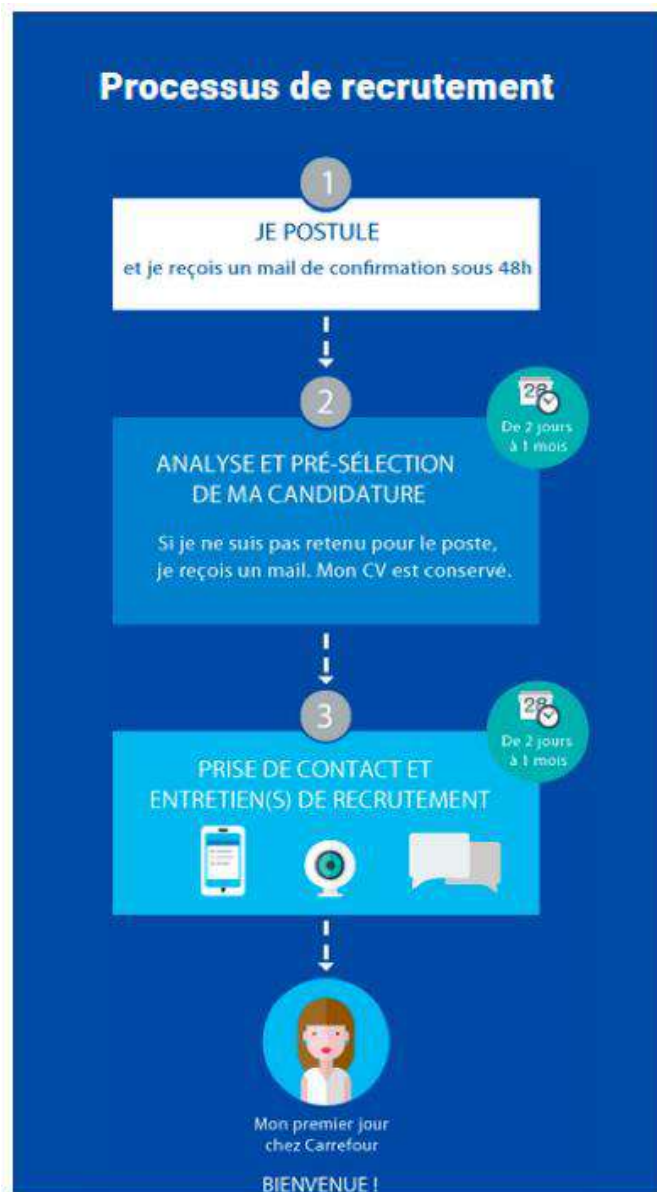 Processus de recrutement
1
JE POSTULE
et je reçois un mail de confirmation sous 48h
2
28
De 2 jours
à 1 mois
ANALYSE ET PRÉ-SÉLECTION
DE MA CANDIDATURE
Si je ne suis pas retenu pour le poste,
je reçois un mail. Mon CV est conservé.
3
28
De 2 jours
à 1 mois
PRISE DE CONTACT ET
ENTRETIEN(S) DE RECRUTEMENT
Mon premier jour
chez Carrefour
BIENVENUE !